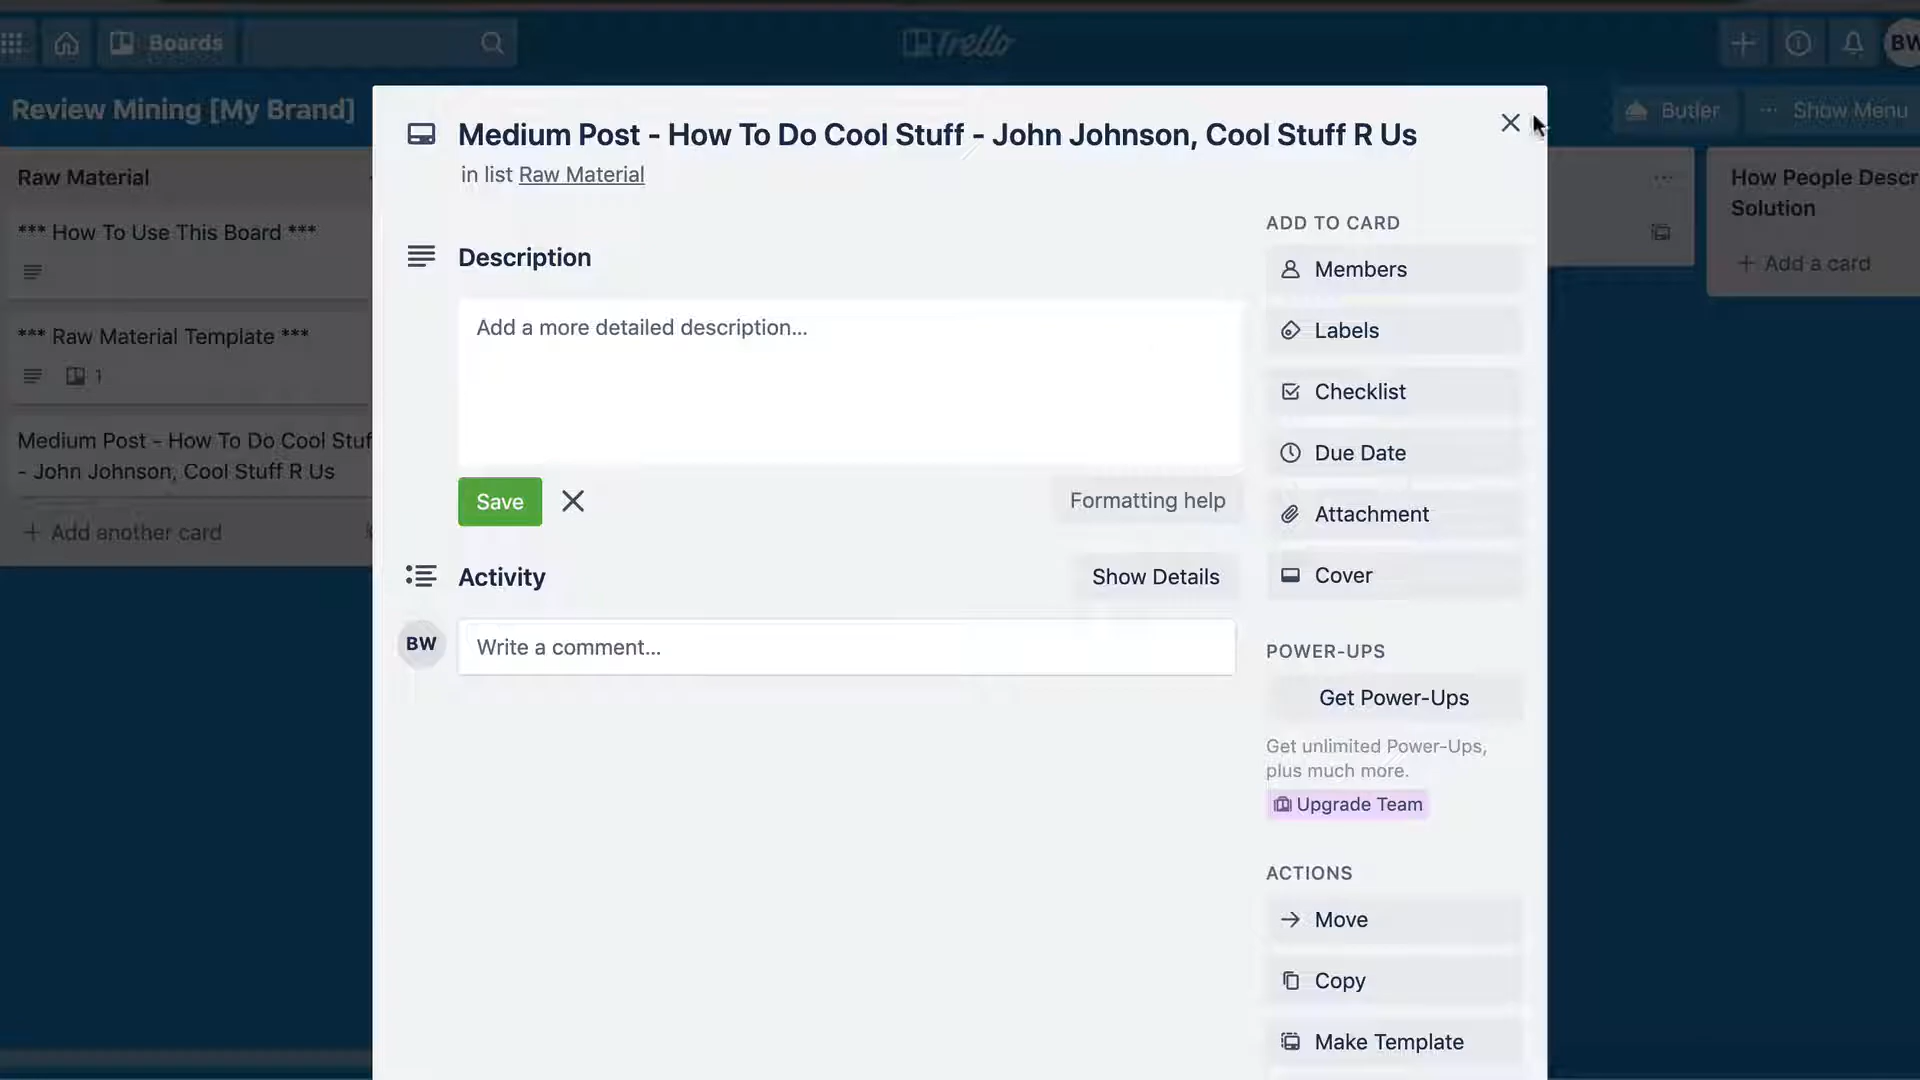 Boards
Trello
BW
Review Mining [My Brand]
Butler
... Show Menu
Medium Post - How To Do Cool Stuff - John Johnson, Cool Stuff R Us
in list Raw Material
Raw Material
*** How To Use This Board ***
*** Raw Material Template ***
1
Medium Post - How To Do Cool Stuf
- John Johnson, Cool Stuff R Us
+ Add another card
Description
Add a more detailed description...
Save
Formatting help
Activity
Show Details
BW
Write a comment...
ADD TO CARD
Members
Labels
Checklist
Due Date
Attachment
Cover
POWER-UPS
Get Power-Ups
Get unlimited Power-Ups,
plus much more.
Upgrade Team
ACTIONS
Move
Copy
Make Template
How People Descr
Solution
+ Add a card